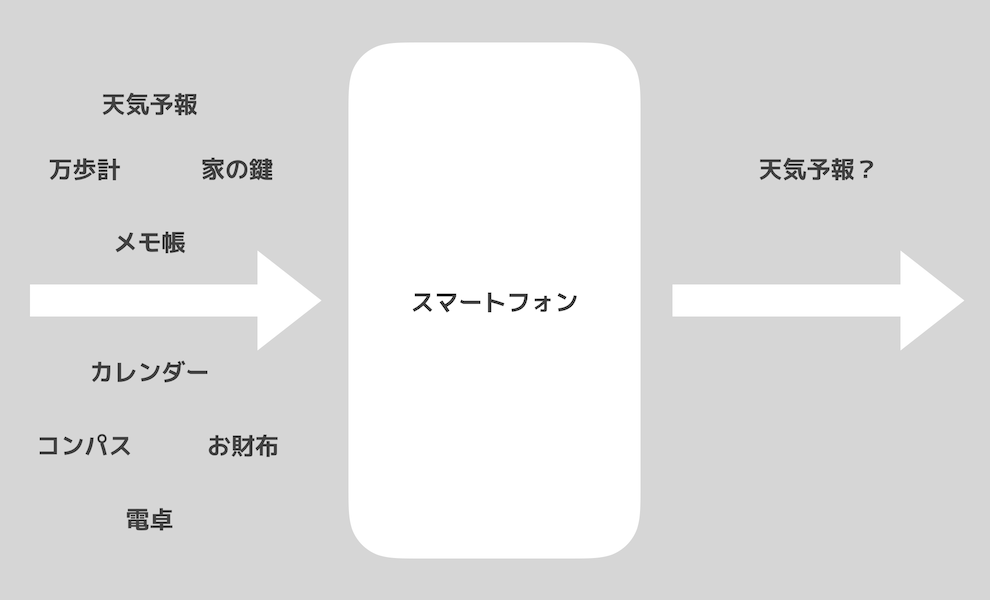 天気予報
万歩計
家の鍵
メモ帳
カレンダー
コンパス
お財布
電卓
スマートフォン
天気予報？